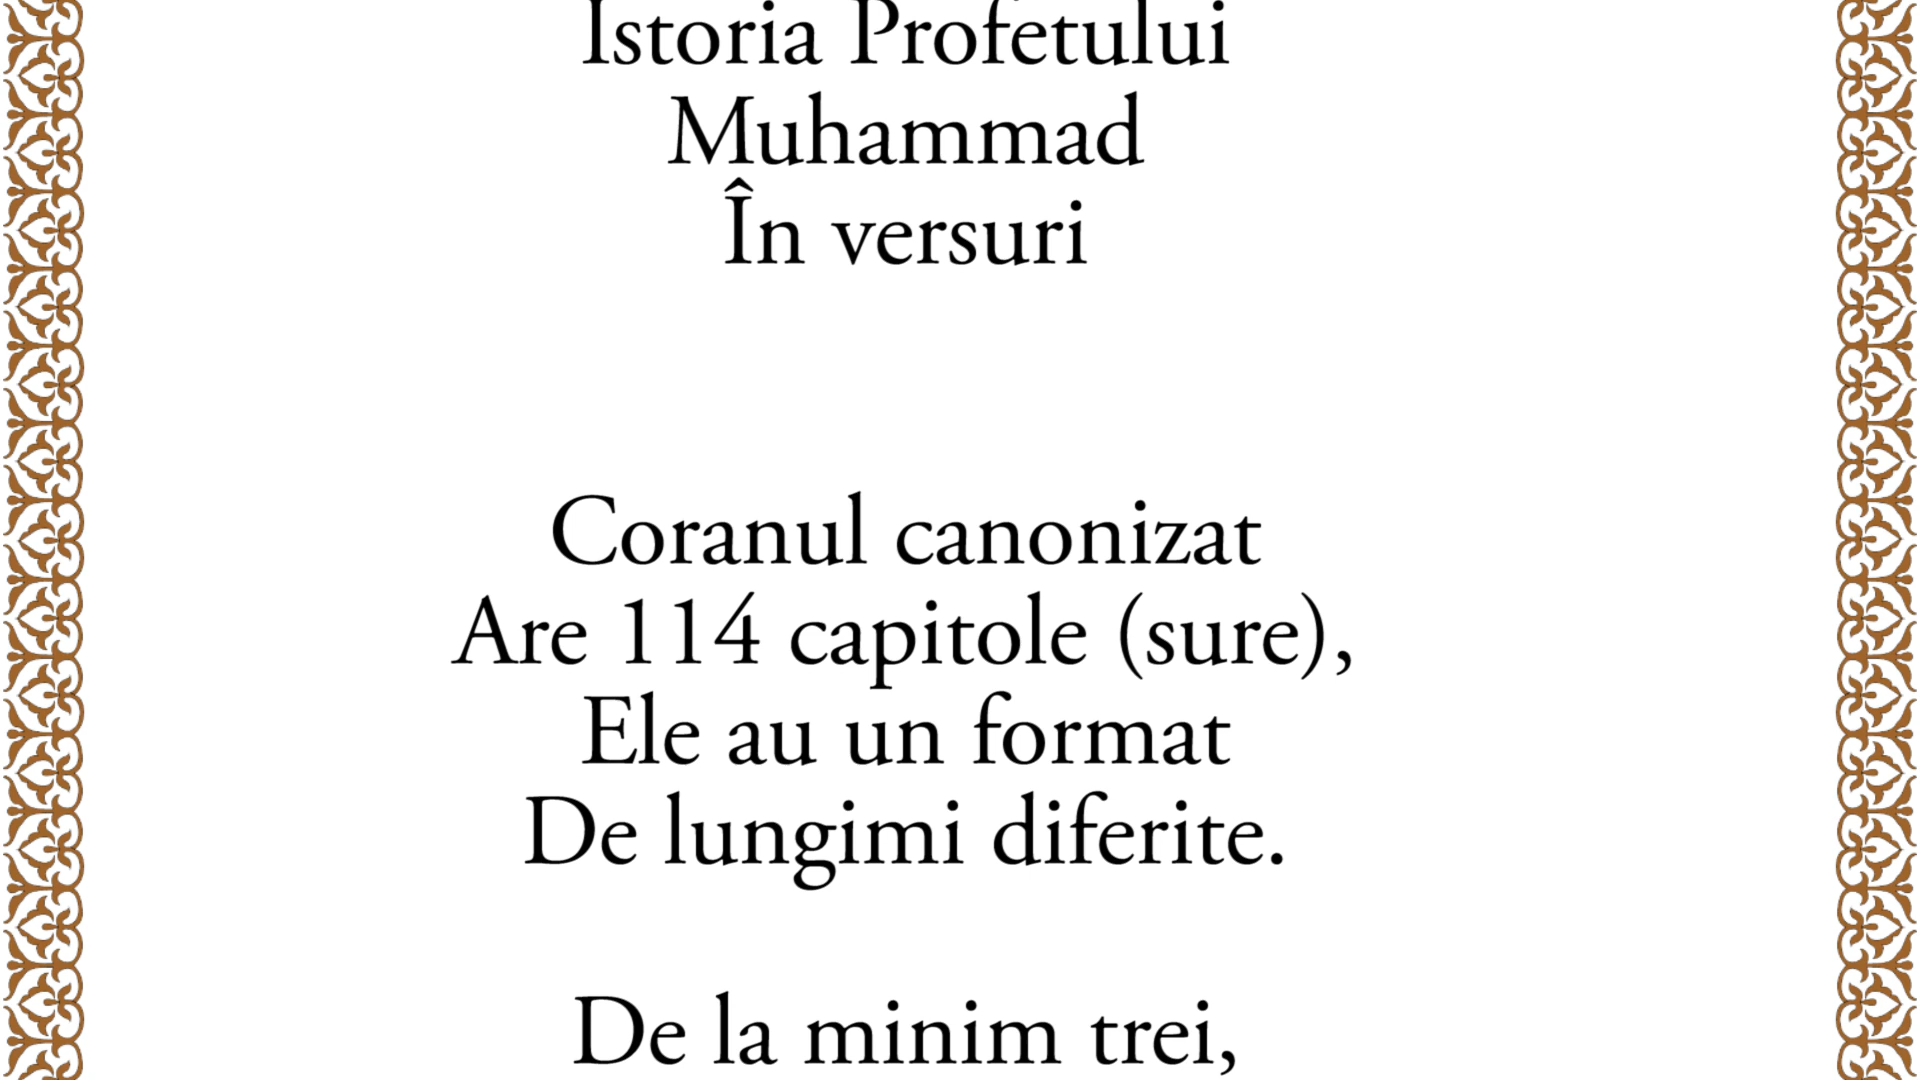 Istoria Profetului
Muhammad
În versuri
Coranul canonizat
Are 114 capitole (sure),
Ele au un format
De lungimi diferite.
De la minim trei,